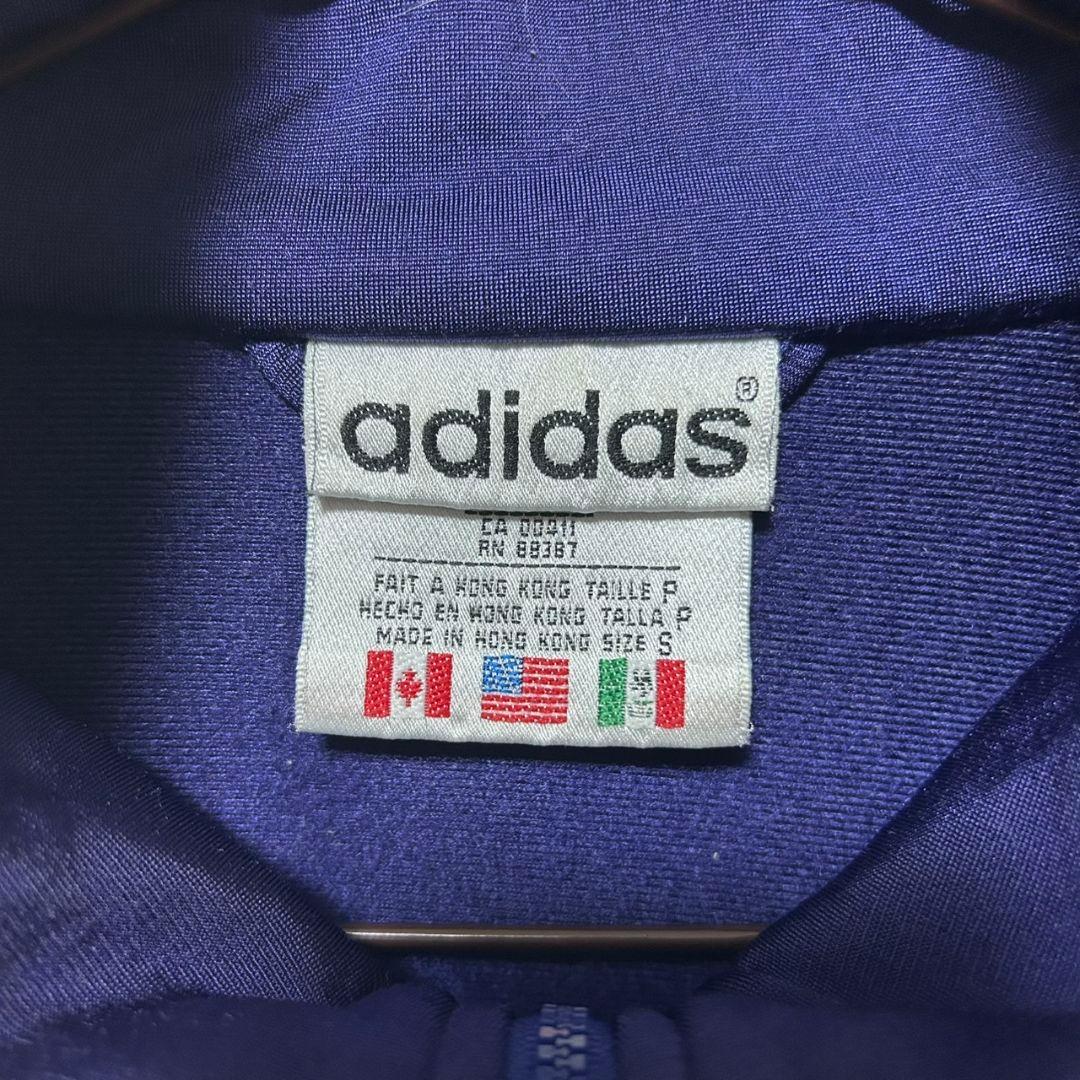 adidas®
CA 00411
RN 88387
FAIT A HONG KONG TAILLE P
HECHO EN HONG KONG TALLA P
MADE IN HONG KONG SIZE S